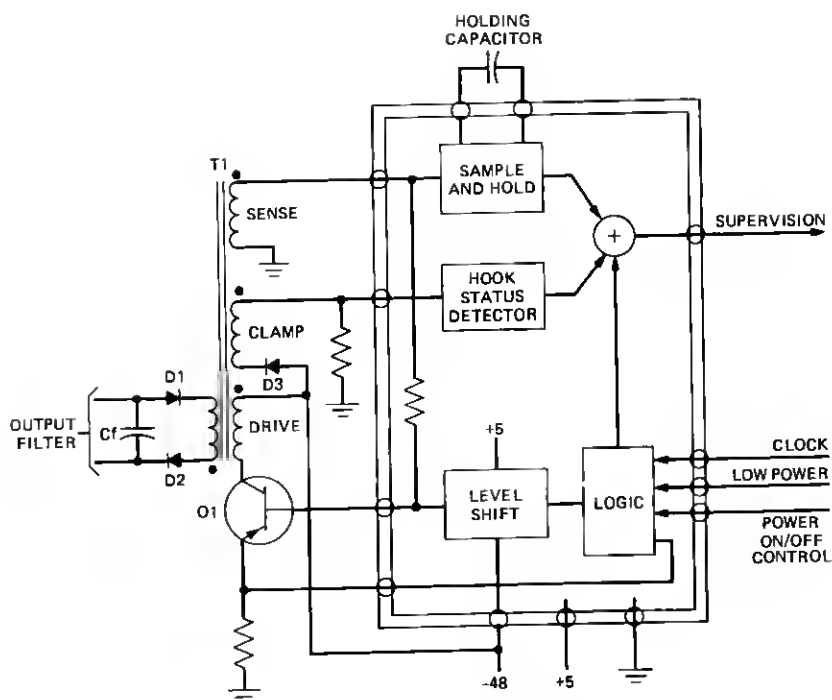 HOLDING
CAPACITOR
T1
SENSE
SAMPLE
AND HOLD
+
SUPERVISION
HOOK
STATUS
DETECTOR
CLAMP
D3
D1
OUTPUT
FILTER
Cf
DRIVE
D2
+5
CLOCK
LOW POWER
LEVEL
SHIFT
LOGIC
O1
POWER
ON/OFF
CONTROL
-48
+5